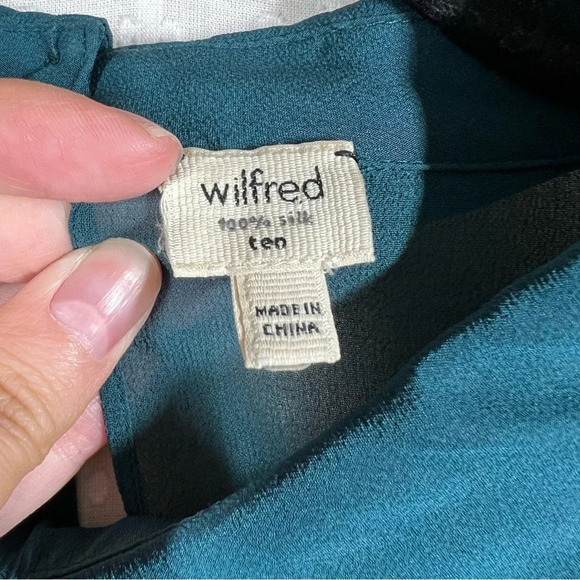 wilfred
100% silk
ten
MADE IN
CHINA